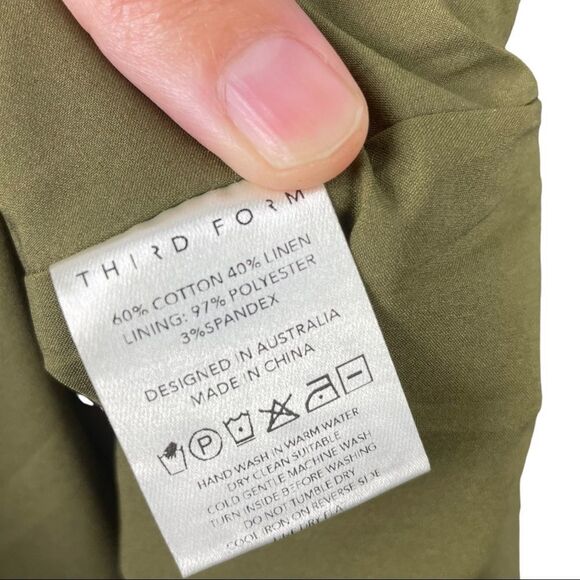 THIRD FORM
60% COTTON 40% LINEN
LINING: 97% POLYESTER
3%SPANDEX
DESIGNED IN AUSTRALIA
MADE IN CHINA
P
HAND WASH IN WARM WATER
DRY CLEAN SUITABLE
COLD GENTLE MACHINE WASH
TURN INSIDE BEFORE WASHING
DO NOT TUMBLE DRY
COOL IRON ON REVERSE SIDE